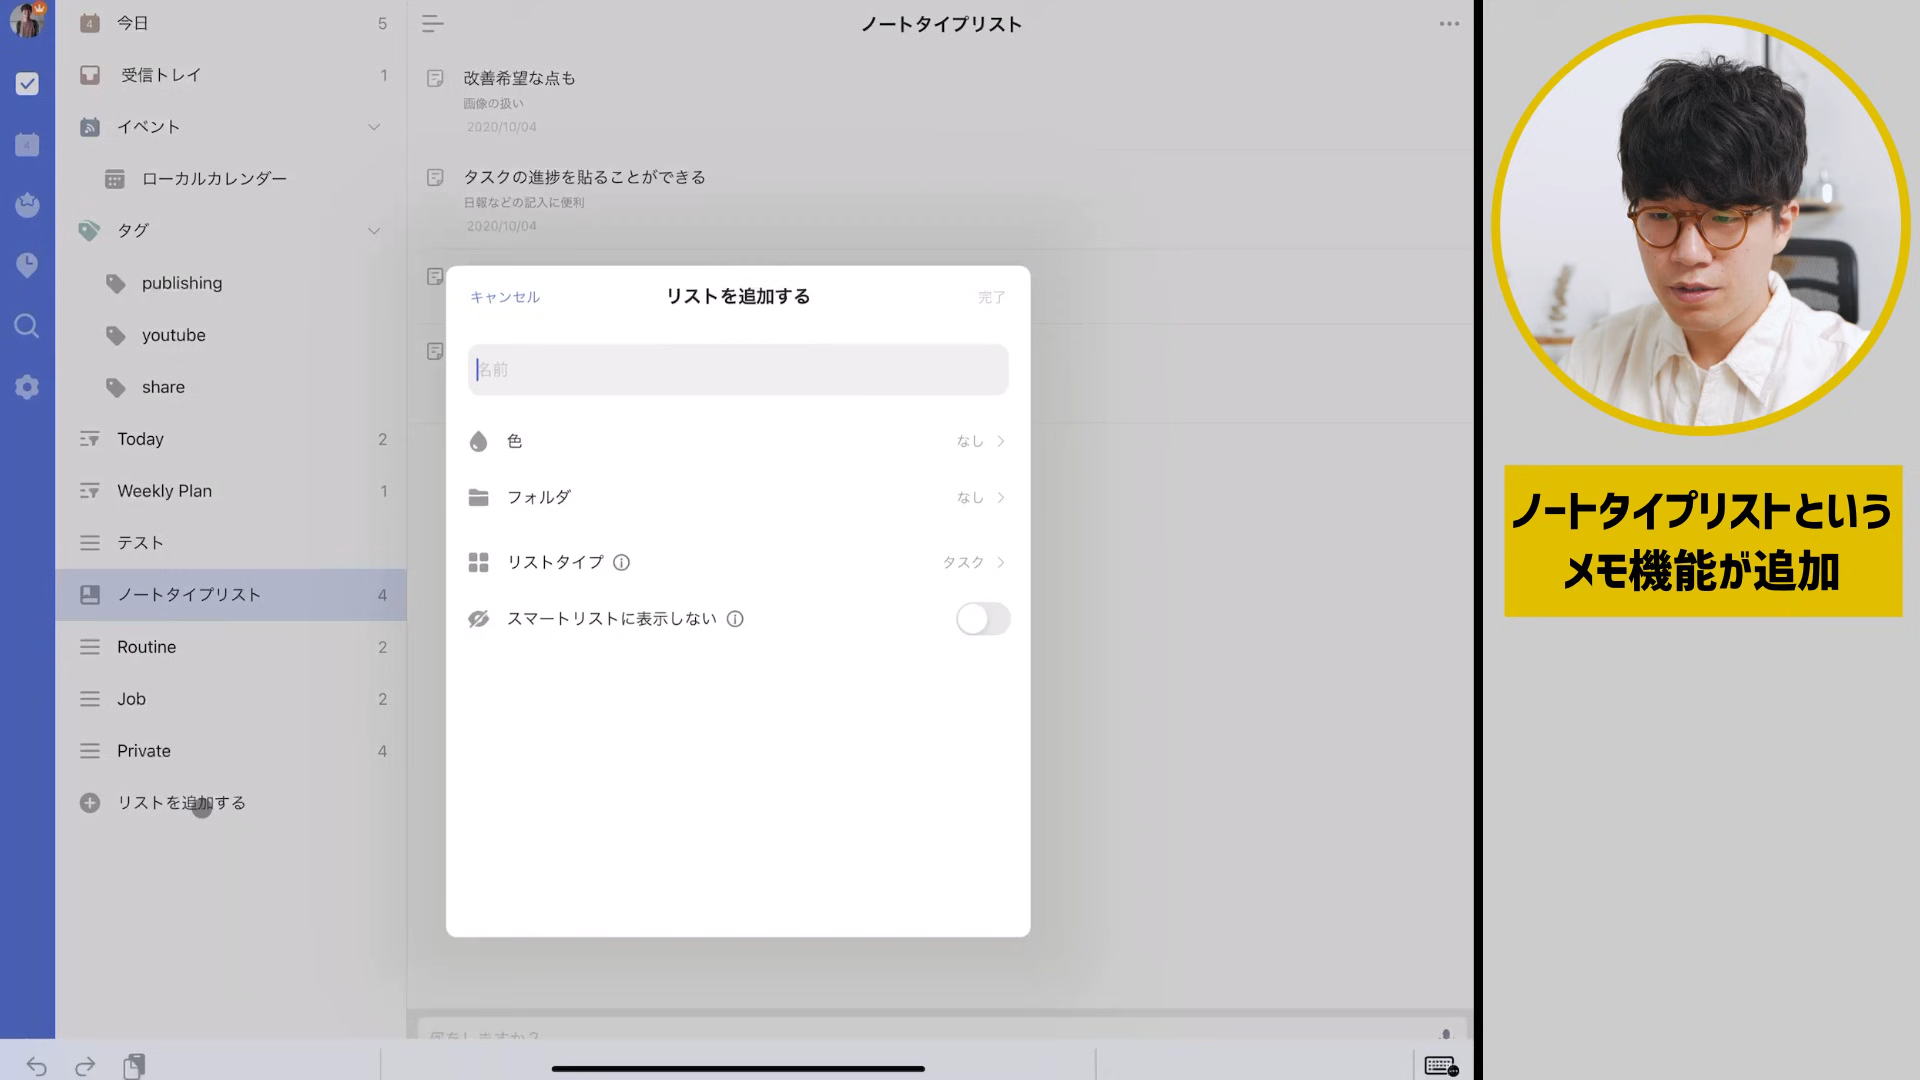 今日 5
受信トレイ 1
イベント
ローカルカレンダー
タグ
publishing
youtube
share
Today 2
Weekly Plan 1
テスト
ノートタイプリスト 4
Routine 2
Job 2
Private 4
リストを追加する
ノートタイプリスト
改善希望な点も
画像の扱い
2020/10/04
タスクの進捗を貼ることができる
日報などの記入に便利
2020/10/04
キャンセル リストを追加する 完了
名前
色 なし
フォルダ なし
リストタイプ タスク
スマートリストに表示しない
何をしますか?
ノートタイプリストという
メモ機能が追加